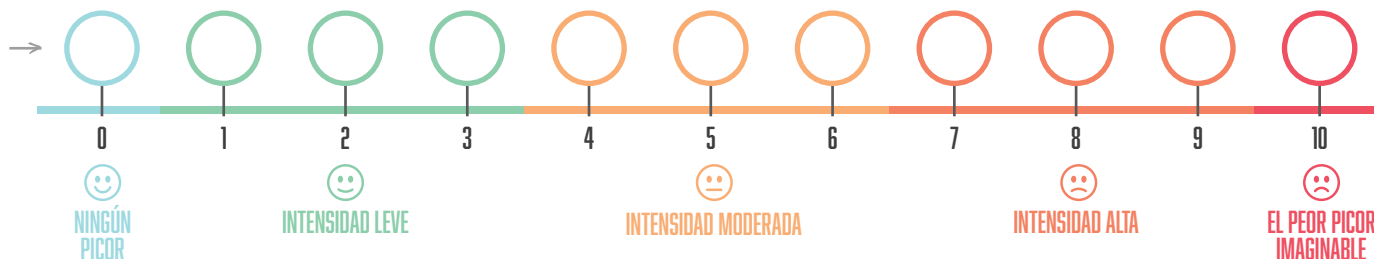 0 1 2 3 4 5 6 7 8 9 10
NINGÚN
PICOR
INTENSIDAD LEVE
INTENSIDAD MODERADA
INTENSIDAD ALTA
EL PEOR PICOR
IMAGINABLE